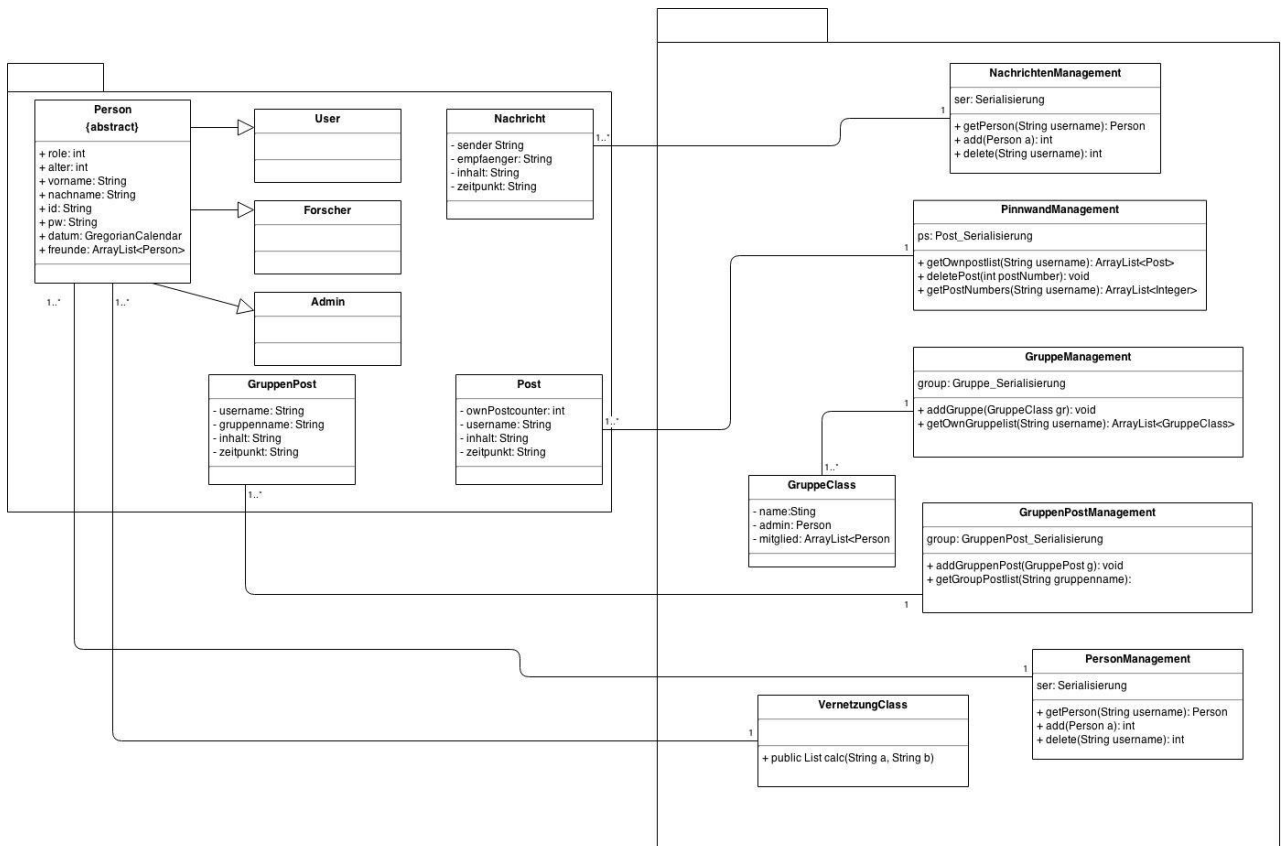 Person
{abstract}
+ role: int
+ alter: int
+ vorname: String
+ nachname: String
+ id: String
+ pw: String
+ datum: GregorianCalendar
+ freunde: ArrayList<Person>
1..*
1..*
User
Forscher
Admin
Nachricht
- sender String
- empfaenger: String
- inhalt: String
- zeitpunkt: String
1..*
GruppenPost
- username: String
- gruppenname: String
- inhalt: String
- zeitpunkt: String
1..*
Post
- ownPostcounter: int
- username: String
- inhalt: String
- zeitpunkt: String
1..*
NachrichtenManagement
ser: Serialisierung
+ getPerson(String username): Person
+ add(Person a): int
+ delete(String username): int
1
PinnwandManagement
ps: Post_Serialisierung
+ getOwnpostlist(String username): ArrayList<Post>
+ deletePost(int postNumber): void
+ getPostNumbers(String username): ArrayList<Integer>
1
GruppeManagement
group: Gruppe_Serialisierung
+ addGruppe(GruppeClass gr): void
+ getOwnGruppelist(String username): ArrayList<GruppeClass>
1
1..*
GruppeClass
- name:Sting
- admin: Person
- mitglied: ArrayList<Person
GruppenPostManagement
group: GruppenPost_Serialisierung
+ addGruppenPost(GruppePost g): void
+ getGroupPostlist(String gruppenname):
1
PersonManagement
ser: Serialisierung
+ getPerson(String username): Person
+ add(Person a): int
+ delete(String username): int
1
VernetzungClass
+ public List calc(String a, String b)
1